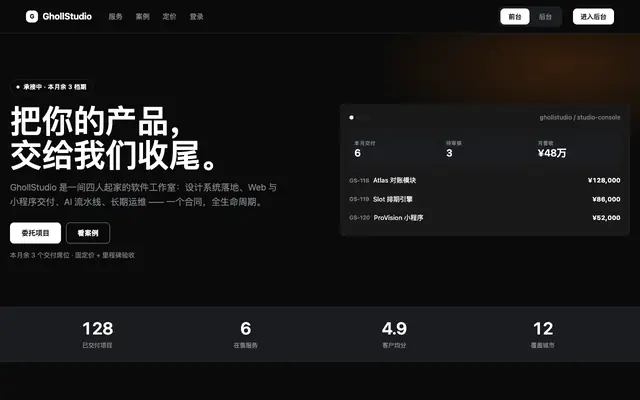 G GhollStudio 服务 案例 定价 登录 前台 后台 进入后台
承接中 · 本月余 3 档期
把你的产品，
交给我们收尾。
GhollStudio 是一间四人起家的软件工作室：设计系统落地、Web 与
小程序交付、AI 流水线、长期运维 —— 一个合同，全生命周期。
委托项目 看案例
本月余 3 个交付席位 · 固定价 + 里程碑验收
ghollstudio / studio-console
本月交付 待审核 月营收
6 3 ¥48万
GS-118 Atlas 对账模块 ¥128,000
GS-119 Slot 排期引擎 ¥86,000
GS-120 ProVision 小程序 ¥52,000
128 6 4.9 12
已交付项目 在售服务 客户均分 覆盖城市